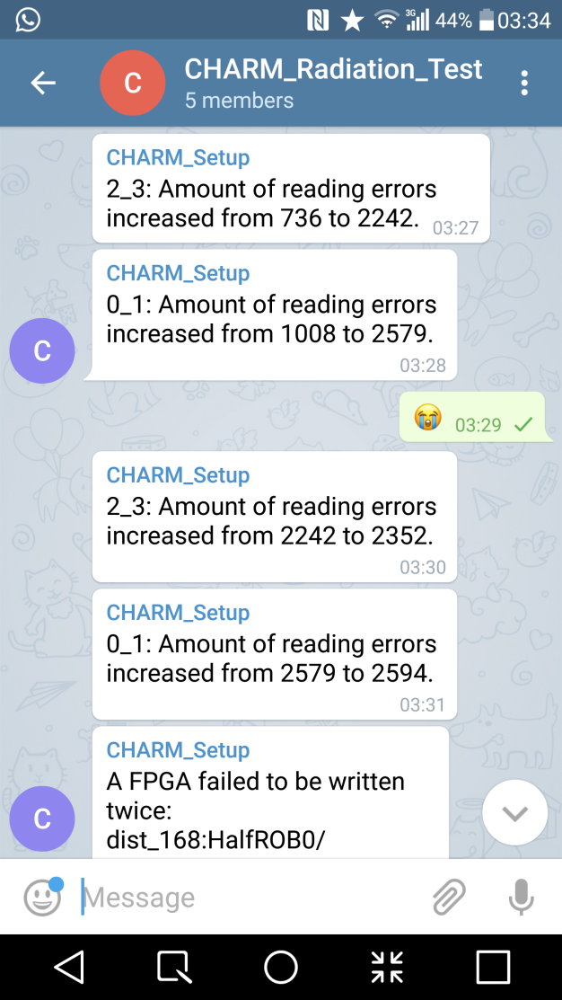 3G 44% 03:34
C
CHARM_Radiation_Test
5 members
CHARM_Setup
2_3: Amount of reading errors
increased from 736 to 2242. 03:27
CHARM_Setup
0_1: Amount of reading errors
increased from 1008 to 2579.
C
03:28
😭 03:29
CHARM_Setup
2_3: Amount of reading errors
increased from 2242 to 2352.
03:30
CHARM_Setup
0_1: Amount of reading errors
increased from 2579 to 2594.
03:31
CHARM_Setup
A FPGA failed to be written
twice:
C
dist_168:HalfROB0/
Message